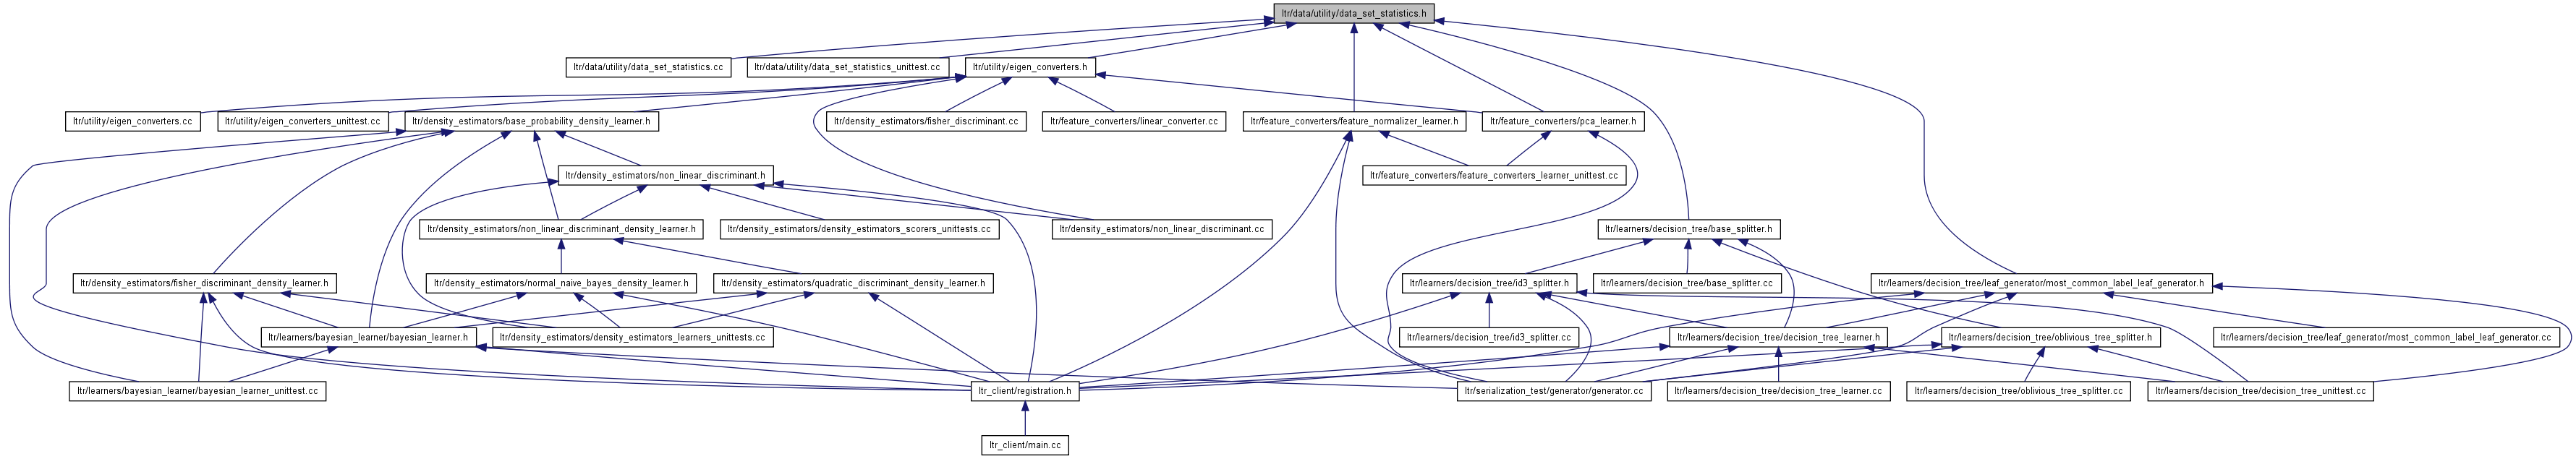 ltr/data/utility/data_set_statistics.h
ltr/data/utility/data_set_statistics.cc
ltr/data/utility/data_set_statistics_unittest.cc
ltr/utility/eigen_converters.h
ltr/utility/eigen_converters.cc
ltr/utility/eigen_converters_unittest.cc
ltr/density_estimators/base_probability_density_learner.h
ltr/density_estimators/fisher_discriminant.cc
ltr/feature_converters/linear_converter.cc
ltr/feature_converters/feature_normalizer_learner.h
ltr/feature_converters/pca_learner.h
ltr/density_estimators/non_linear_discriminant.h
ltr/feature_converters/feature_converters_learner_unittest.cc
ltr/density_estimators/non_linear_discriminant_density_learner.h
ltr/density_estimators/density_estimators_scorers_unittests.cc
ltr/density_estimators/non_linear_discriminant.cc
ltr/learners/decision_tree/base_splitter.h
ltr/density_estimators/fisher_discriminant_density_learner.h
ltr/density_estimators/normal_naive_bayes_density_learner.h
ltr/density_estimators/quadratic_discriminant_density_learner.h
ltr/learners/decision_tree/id3_splitter.h
ltr/learners/decision_tree/base_splitter.cc
ltr/learners/decision_tree/leaf_generator/most_common_label_leaf_generator.h
ltr/learners/bayesian_learner/bayesian_learner.h
ltr/density_estimators/density_estimators_learners_unittests.cc
ltr/learners/decision_tree/id3_splitter.cc
ltr/learners/decision_tree/decision_tree_learner.h
ltr/learners/decision_tree/oblivious_tree_splitter.h
ltr/learners/decision_tree/leaf_generator/most_common_label_leaf_generator.cc
ltr/learners/bayesian_learner/bayesian_learner_unittest.cc
ltr_client/registration.h
ltr/serialization_test/generator/generator.cc
ltr/learners/decision_tree/decision_tree_learner.cc
ltr/learners/decision_tree/oblivious_tree_splitter.cc
ltr/learners/decision_tree/decision_tree_unittest.cc
ltr_client/main.cc